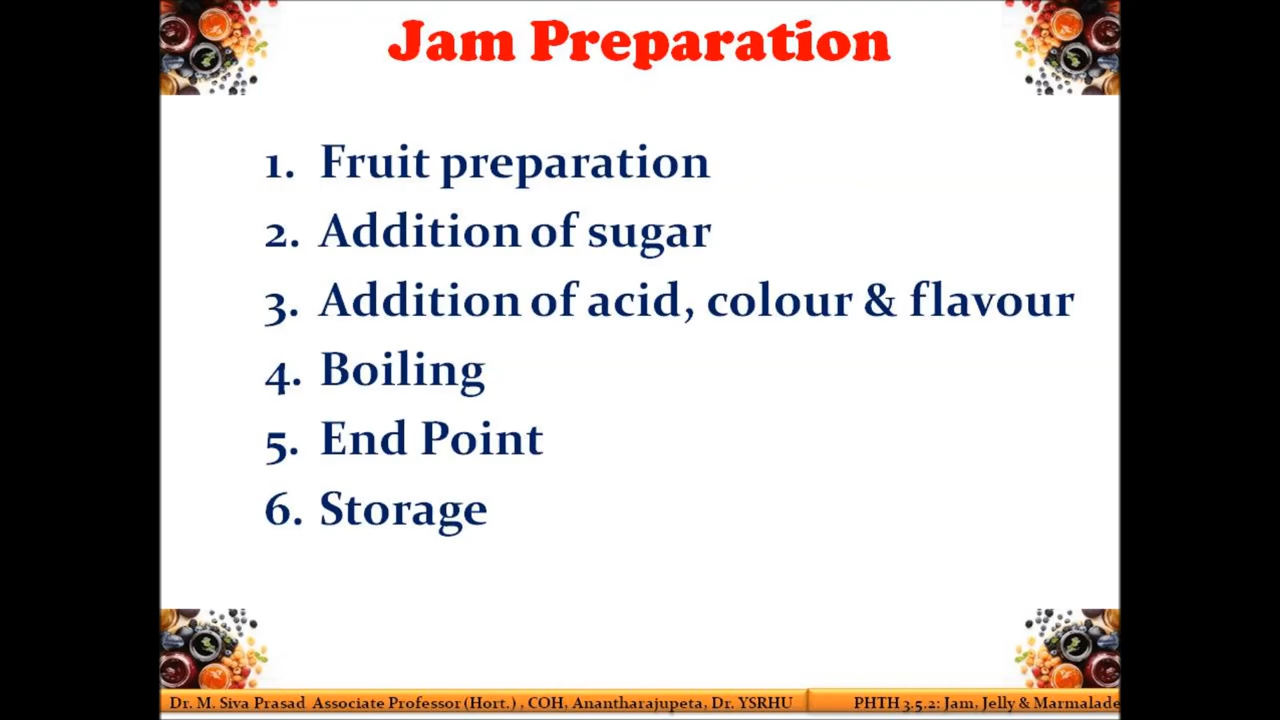 Jam Preparation
1. Fruit preparation
2. Addition of sugar
3. Addition of acid, colour & flavour
4. Boiling
5. End Point
6. Storage
Dr. M. Siva Prasad Associate Professor (Hort.) , COH, Anantharajupeta, Dr. YSRHU
PHTH 3.5.2: Jam, Jelly & Marmalade